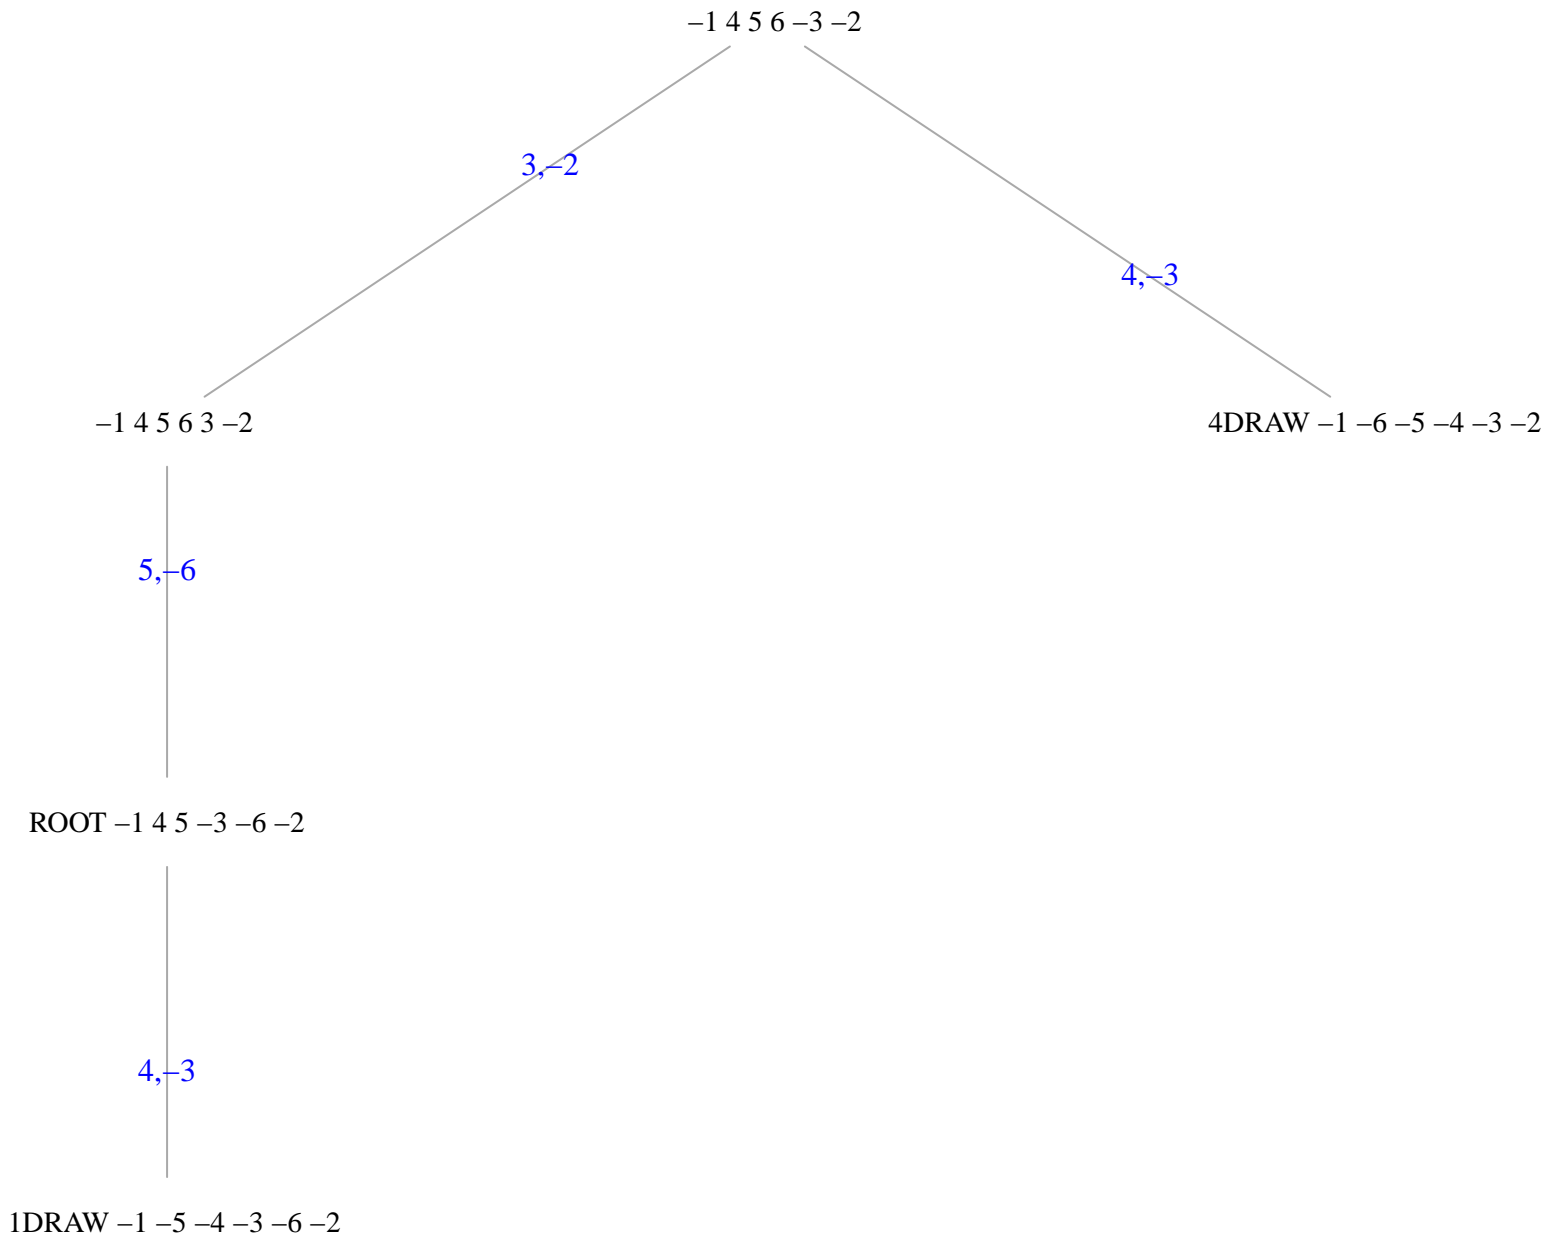 –1 4 5 6 –3 –2
3,–2
4,–3
–1 4 5 6 3 –2
4DRAW –1 –6 –5 –4 –3 –2
5,–6
ROOT –1 4 5 –3 –6 –2
4,–3
1DRAW –1 –5 –4 –3 –6 –2